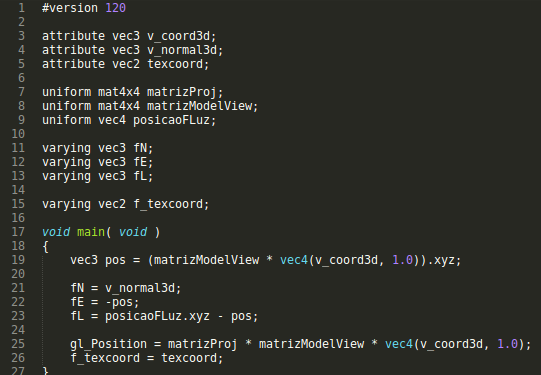 1 #version 120
2
3 attribute vec3 v_coord3d;
4 attribute vec3 v_normal3d;
5 attribute vec2 texcoord;
6
7 uniform mat4x4 matrizProj;
8 uniform mat4x4 matrizModelView;
9 uniform vec4 posicaoFLuz;
10
11 varying vec3 fN;
12 varying vec3 fE;
13 varying vec3 fL;
14
15 varying vec2 f_texcoord;
16
17 void main( void )
18 {
19     vec3 pos = (matrizModelView * vec4(v_coord3d, 1.0)).xyz;
20
21     fN = v_normal3d;
22     fE = -pos;
23     fL = posicaoFLuz.xyz - pos;
24
25     gl_Position = matrizProj * matrizModelView * vec4(v_coord3d, 1.0);
26     f_texcoord = texcoord;
27 }